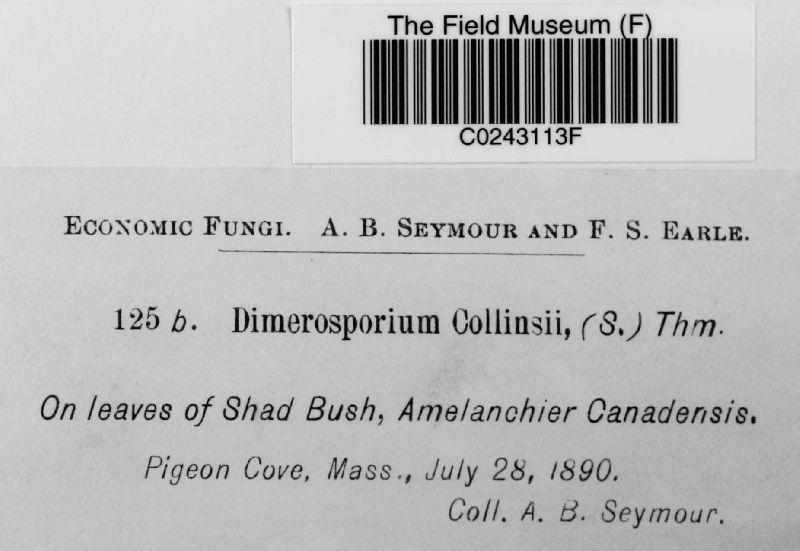 The Field Museum (F)
C0243113F
Economic Fungi. A. B. Seymour and F. S. Earle.
125 b. Dimerosporium Collinsii, (S.) Thm.
On leaves of Shad Bush, Amelanchier Canadensis.
Pigeon Cove, Mass., July 28, 1890.
Coll. A. B. Seymour.